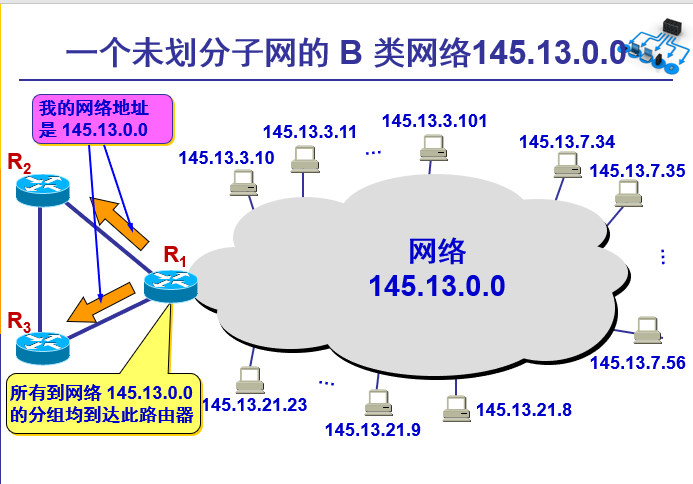 一个未划分子网的 B 类网络145.13.0.0
我的网络地址
是 145.13.0.0
145.13.3.10
145.13.3.11
…
145.13.3.101
145.13.7.34
145.13.7.35
…
145.13.7.56
R2
R1
R3
网络
145.13.0.0
所有到网络 145.13.0.0
的分组均到达此路由器
145.13.21.23
…
145.13.21.9
145.13.21.8